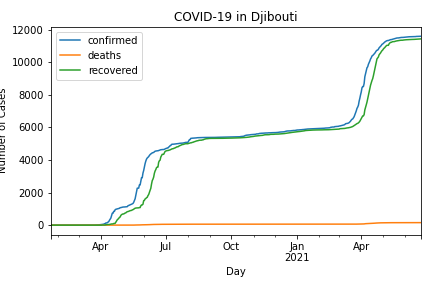 COVID-19 in Djibouti
12000
10000
8000
6000
4000
2000
0
Number of Cases
confirmed
deaths
recovered
Apr
Jul
Oct
Jan
2021
Apr
Day